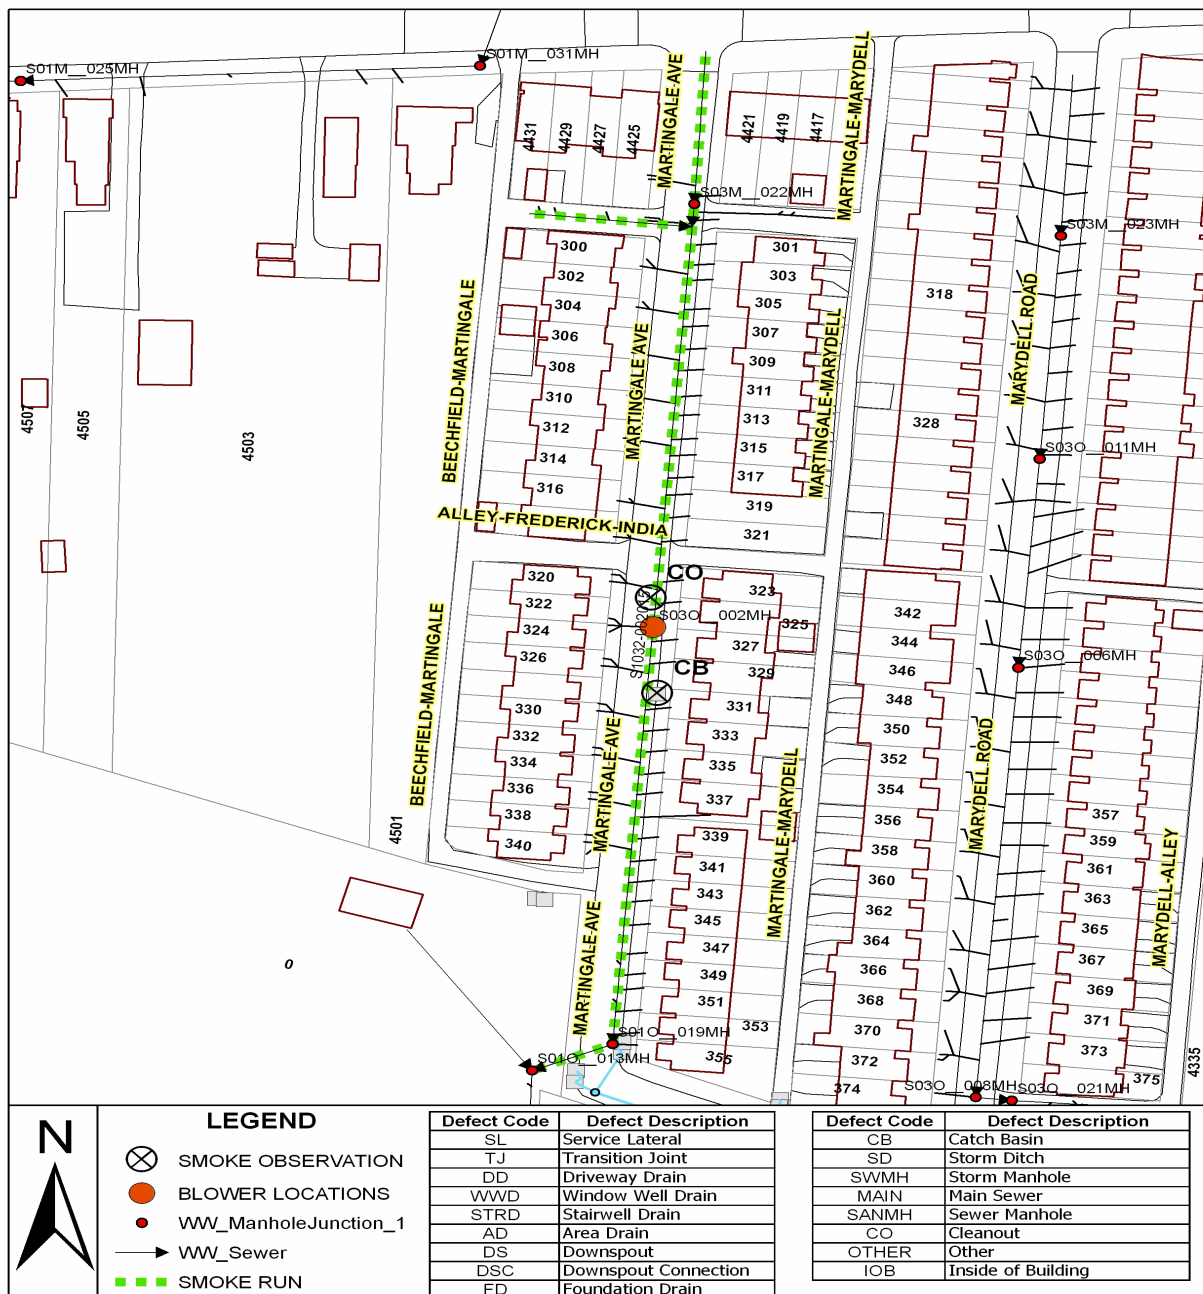 S01M__025MH
S01M__031MH
MARTINGALE AVE
MARTINGALE-MARYDELL
4431
4429
4427
4425
4421
4419
4417
S03M__022MH
S03M__023MH
300
302
304
306
308
310
312
314
316
301
303
305
307
309
311
313
315
317
319
321
318
328
BEECHFIELD-MARTINGALE
MARTINGALE AVE
MARTINGALE-MARYDELL
MARYDELL ROAD
4507
4505
4503
S03O__011MH
ALLEY-FREDERICK-INDIA
CO
S03O__002MH
CB
320
322
324
326
330
332
334
336
338
340
323
325
327
329
331
333
335
337
339
341
343
345
347
349
351
353
355
342
344
346
348
350
352
354
356
358
360
362
364
366
368
370
372
374
S03O__006MH
357
359
361
363
365
367
369
371
373
375
BEECHFIELD-MARTINGALE
MARTINGALE AVE
MARTINGALE-MARYDELL
MARYDELL ROAD
MARYDELL-ALLEY
4501
0
MARTINGALE AVE
4335
S01O__019MH
S01O__013MH
S03O__008MH
S03O__021MH
N
LEGEND
SMOKE OBSERVATION
BLOWER LOCATIONS
WW_ManholeJunction_1
WW_Sewer
SMOKE RUN
Defect Code Defect Description
SL Service Lateral
TJ Transition Joint
DD Driveway Drain
WWD Window Well Drain
STRD Stairwell Drain
AD Area Drain
DS Downspout
DSC Downspout Connection
FD Foundation Drain
Defect Code Defect Description
CB Catch Basin
SD Storm Ditch
SWMH Storm Manhole
MAIN Main Sewer
SANMH Sewer Manhole
CO Cleanout
OTHER Other
IOB Inside of Building